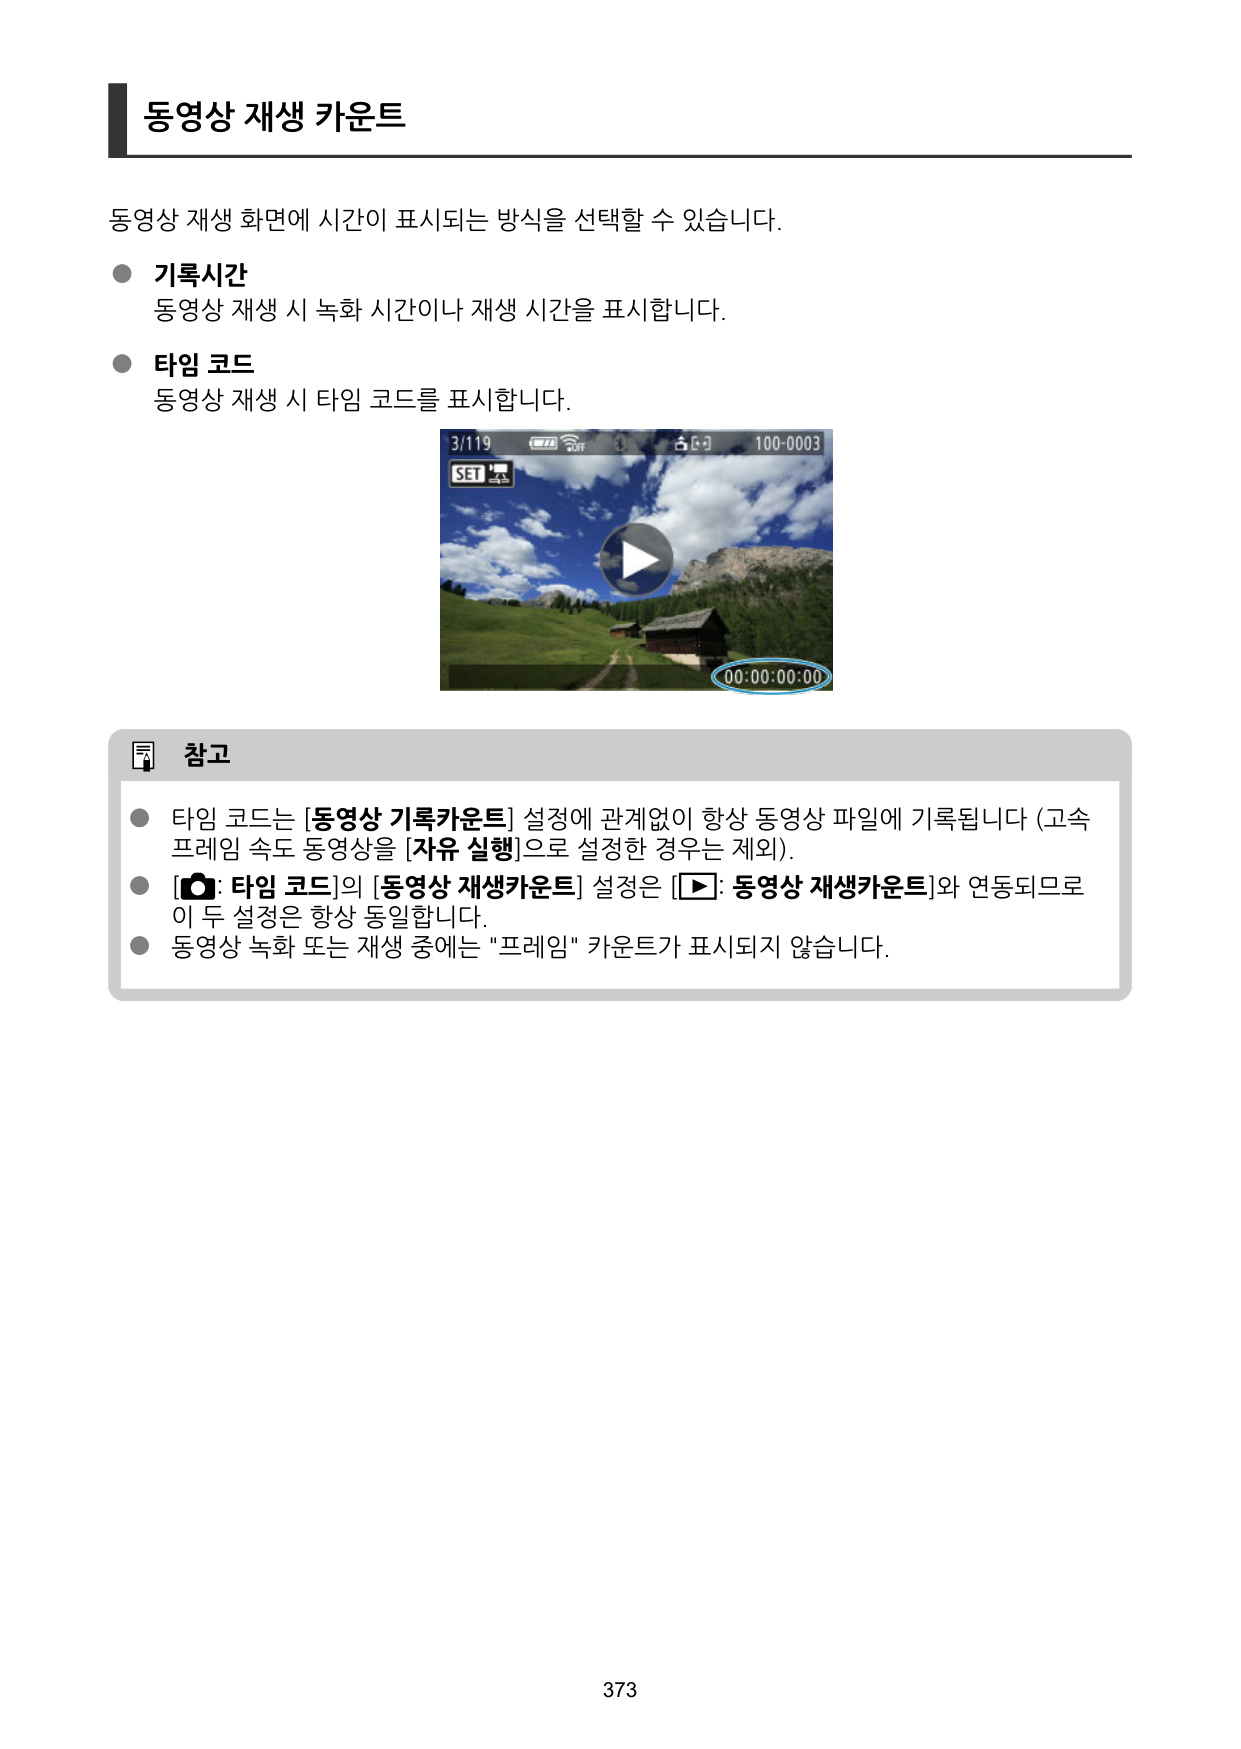 동영상 재생 카운트
동영상 재생 화면에 시간이 표시되는 방식을 선택할 수 있습니다.
● 기록시간
동영상 재생 시 녹화 시간이나 재생 시간을 표시합니다.
● 타임 코드
동영상 재생 시 타임 코드를 표시합니다.
3/119 OFF 100-0003
SET
00:00:00:00
참고
● 타임 코드는 [동영상 기록카운트] 설정에 관계없이 항상 동영상 파일에 기록됩니다 (고속
프레임 속도 동영상을 [자유 실행]으로 설정한 경우는 제외).
● [: 타임 코드]의 [동영상 재생카운트] 설정은 [: 동영상 재생카운트]와 연동되므로
이 두 설정은 항상 동일합니다.
● 동영상 녹화 또는 재생 중에는 "프레임" 카운트가 표시되지 않습니다.
373